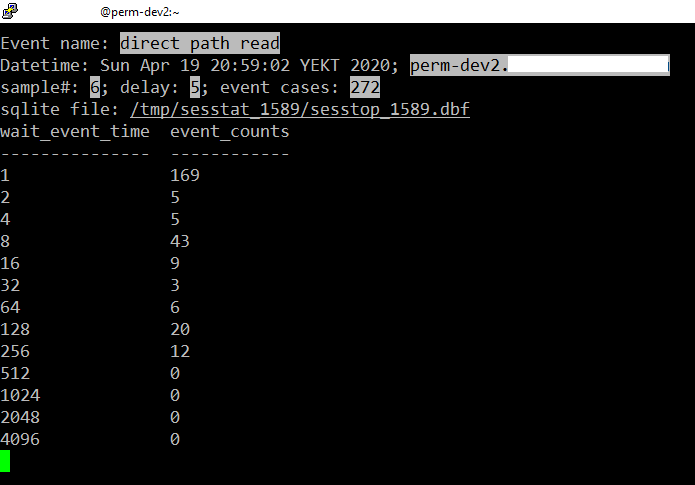 @perm-dev2:~
Event name: direct path read
Datetime: Sun Apr 19 20:59:02 YEKT 2020; perm-dev2.
sample#: 6; delay: 5; event cases: 272
sqlite file: /tmp/sesstat_1589/sesstop_1589.dbf
wait_event_time  event_counts
---------------  ------------
1                169
2                5
4                5
8                43
16               9
32               3
64               6
128              20
256              12
512              0
1024             0
2048             0
4096             0